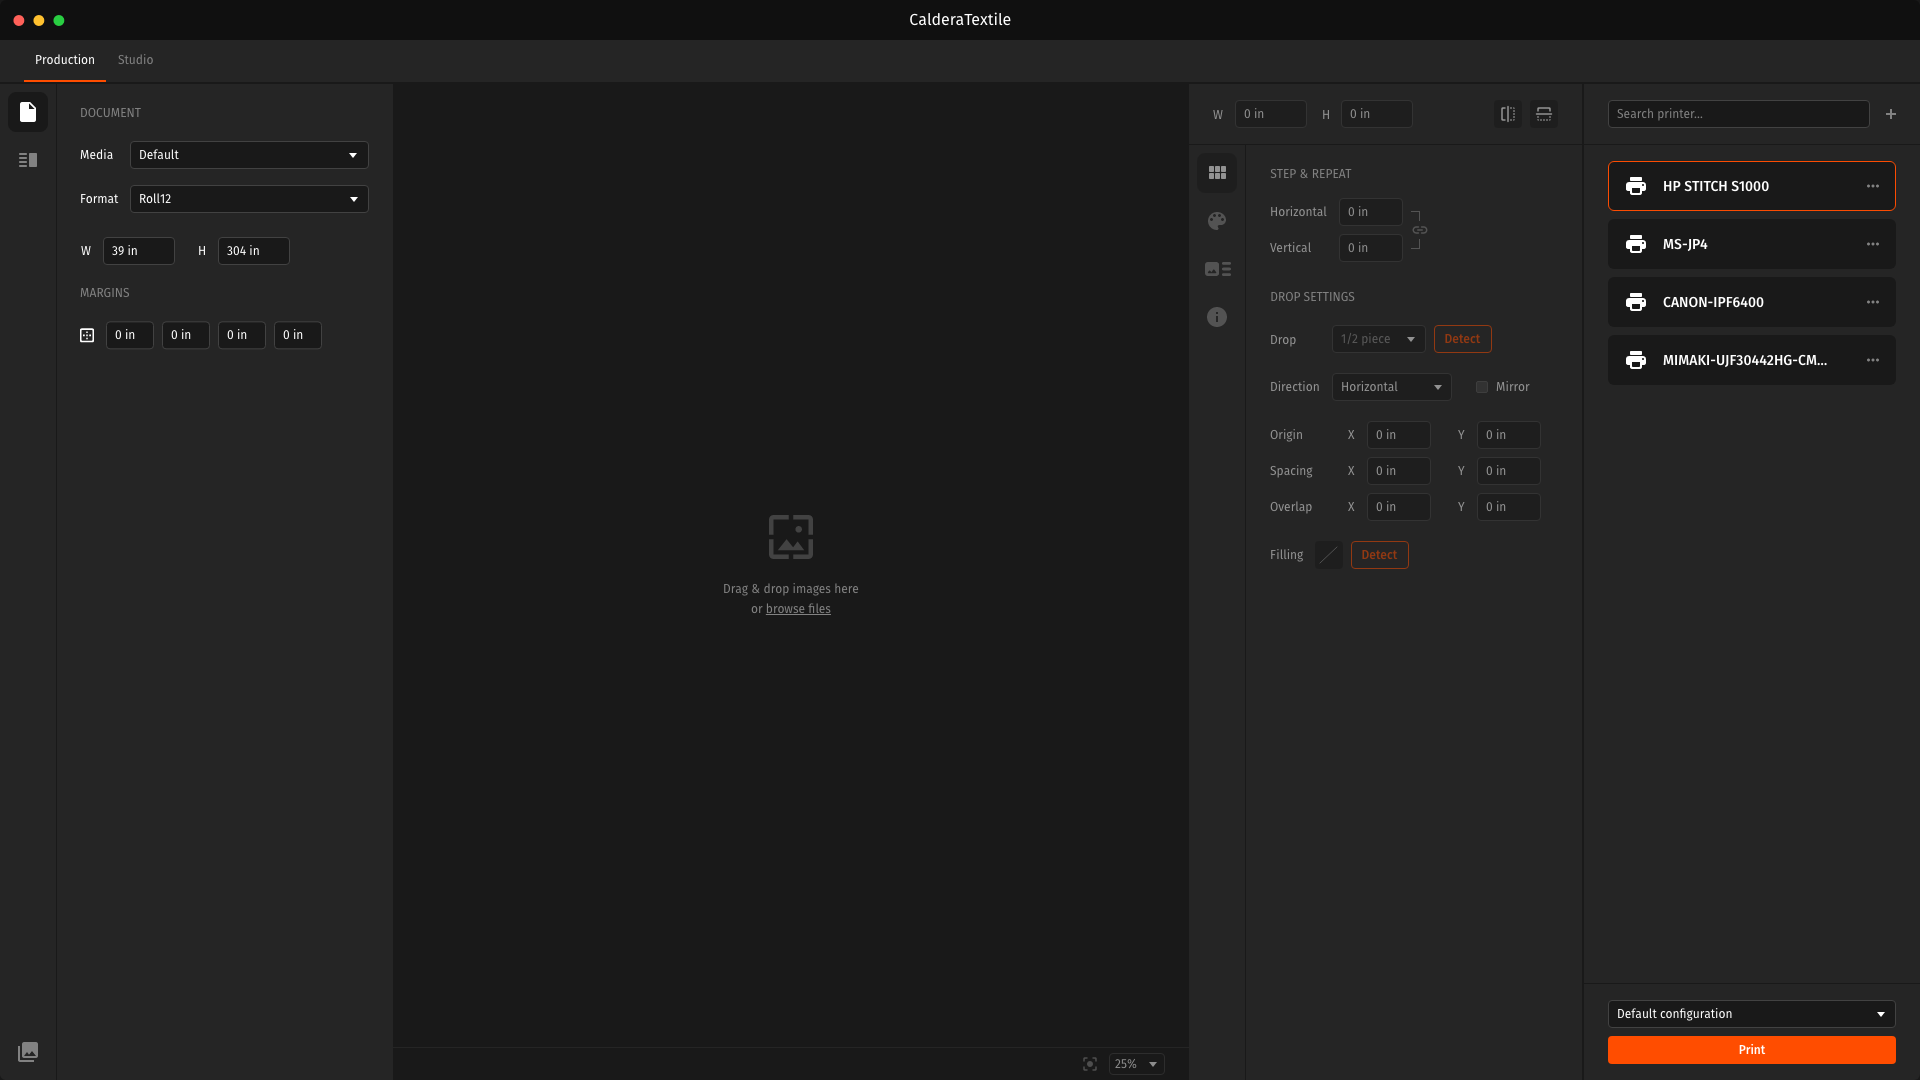 CalderaTextile
Production Studio
DOCUMENT
Media Default
Format Roll12
W 39 in H 304 in
MARGINS
0 in 0 in 0 in 0 in
Drag & drop images here
or browse files
25%
W 0 in H 0 in
STEP & REPEAT
Horizontal 0 in
Vertical 0 in
DROP SETTINGS
Drop 1/2 piece Detect
Direction Horizontal Mirror
Origin X 0 in Y 0 in
Spacing X 0 in Y 0 in
Overlap X 0 in Y 0 in
Filling Detect
Search printer...
HP STITCH S1000
MS-JP4
CANON-IPF6400
MIMAKI-UJF30442HG-CM...
Default configuration
Print